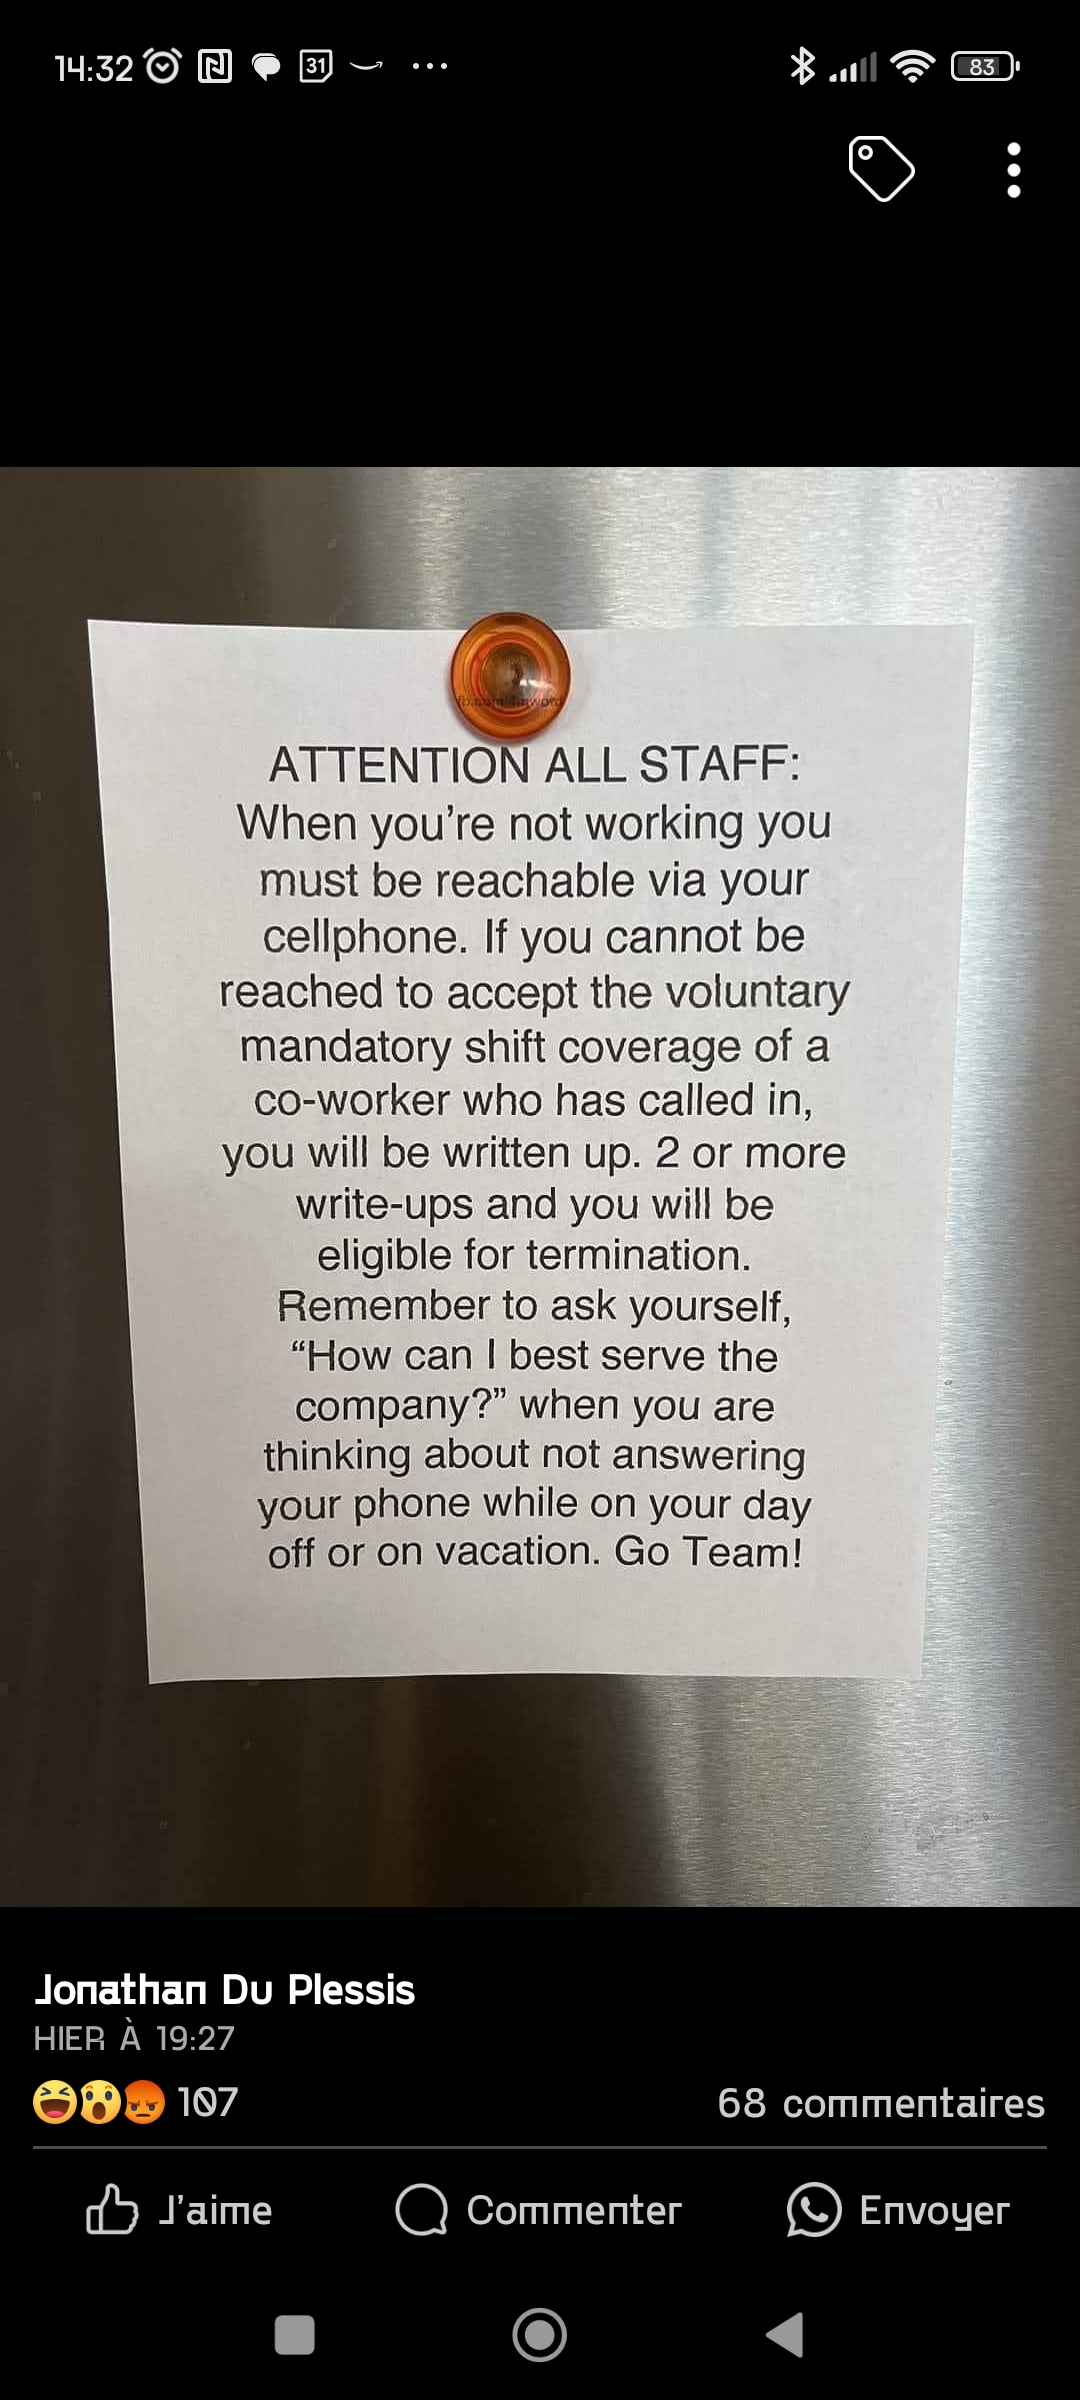 14:32 31 83
ATTENTION ALL STAFF:
When you’re not working you
must be reachable via your
cellphone. If you cannot be
reached to accept the voluntary
mandatory shift coverage of a
co-worker who has called in,
you will be written up. 2 or more
write-ups and you will be
eligible for termination.
Remember to ask yourself,
“How can I best serve the
company?” when you are
thinking about not answering
your phone while on your day
off or on vacation. Go Team!
Jonathan Du Plessis
HIER À 19:27
107 68 commentaires
J’aime Commenter Envoyer